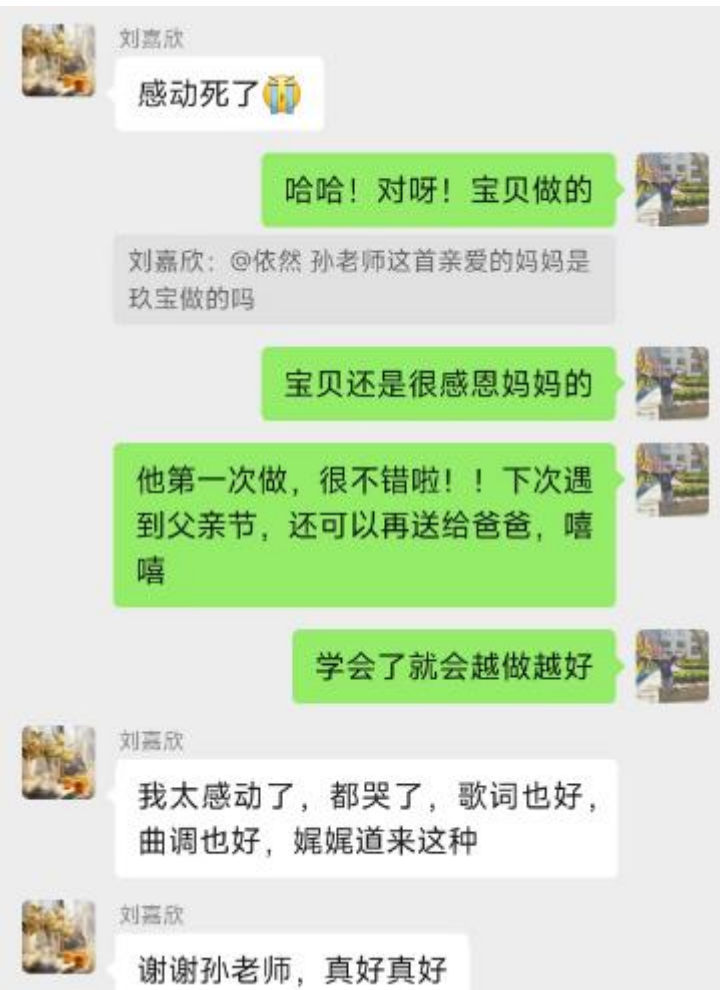 刘嘉欣
感动死了😭
哈哈！对呀！宝贝做的
刘嘉欣：@依然 孙老师这首亲爱的妈妈是
玖宝做的吗
宝贝还是很感恩妈妈的
他第一次做，很不错啦！！下次遇
到父亲节，还可以再送给爸爸，嘻
嘻
学会了就会越做越好
刘嘉欣
我太感动了，都哭了，歌词也好，
曲调也好，娓娓道来这种
刘嘉欣
谢谢孙老师，真好真好